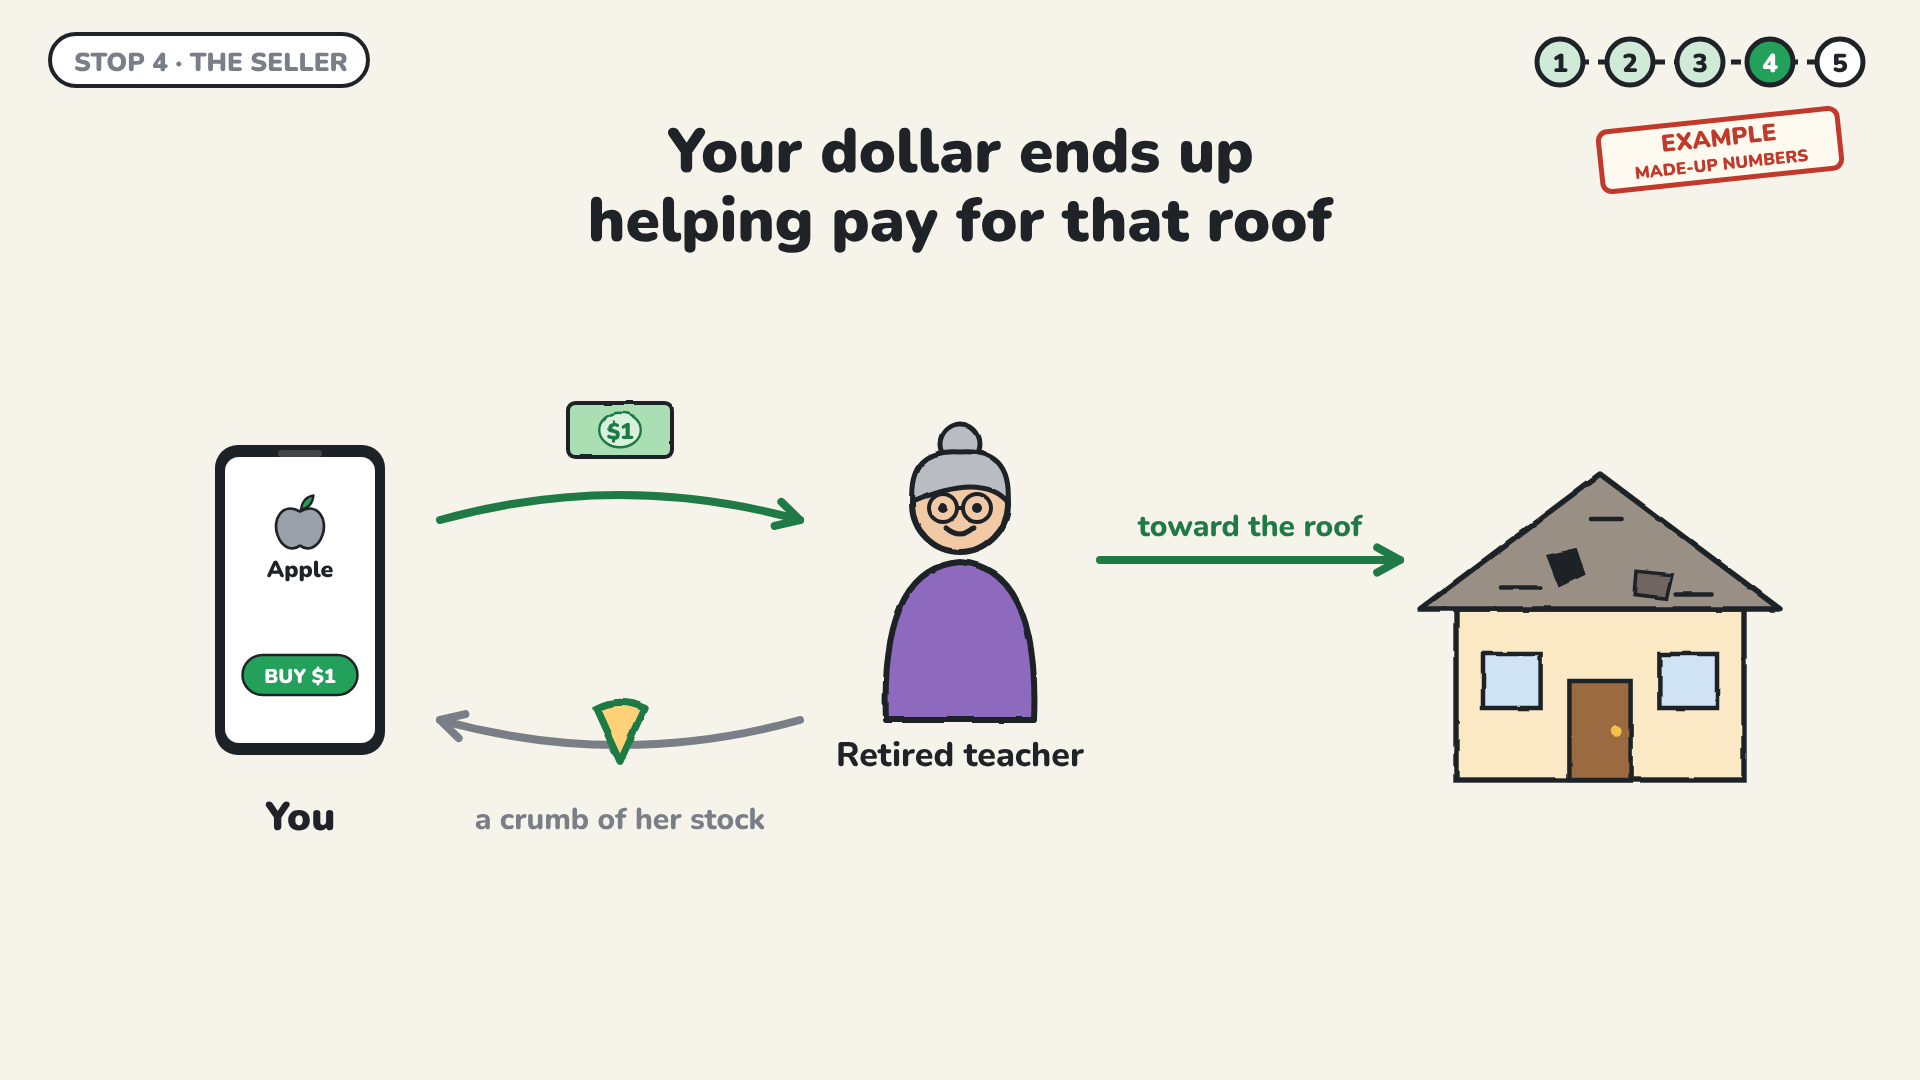 STOP 4 · THE SELLER
1 2 3 4 5
EXAMPLE
MADE-UP NUMBERS
Your dollar ends up
helping pay for that roof
$1
toward the roof
Apple
BUY $1
Retired teacher
You
a crumb of her stock